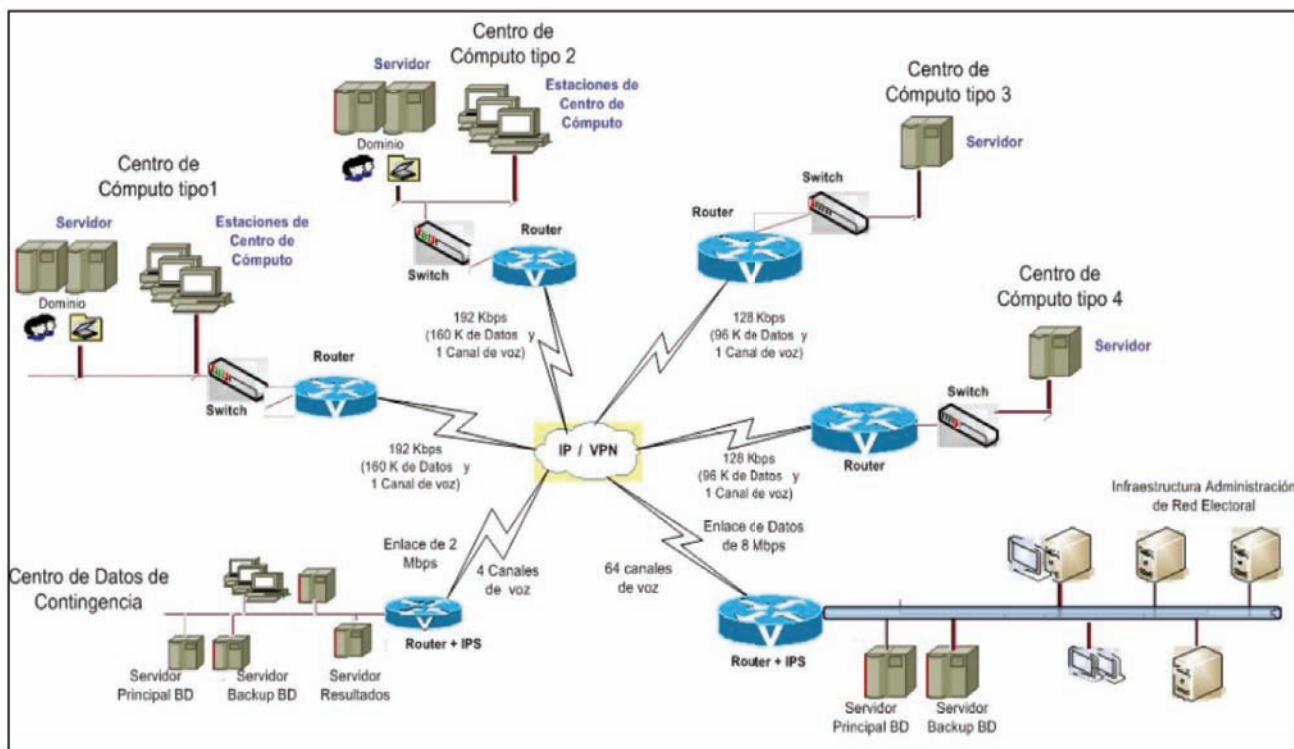 Centro de
Cómputo tipo 2
Servidor
Estaciones de
Centro de
Cómputo
Dominio
Switch
Router
192 Kbps
(160 K de Datos y
1 Canal de voz)
Centro de
Cómputo tipo 3
Servidor
Switch
Router
128 Kbps
(96 K de Datos y
1 Canal de voz)
Centro de
Cómputo tipo1
Servidor
Estaciones de
Centro de
Cómputo
Dominio
Switch
Router
192 Kbps
(160 K de Datos y
1 Canal de voz)
Centro de
Cómputo tipo 4
Servidor
Switch
Router
128 Kbps
(96 K de Datos y
1 Canal de voz)
IP / VPN
Centro de Datos de
Contingencia
Enlace de 2
Mbps
4 Canales
de voz
Router + IPS
Servidor
Principal BD
Servidor
Backup BD
Servidor
Resultados
Enlace de Datos
de 8 Mbps
64 canales
de voz
Router + IPS
Infraestructura Administración
de Red Electoral
Servidor
Principal BD
Servidor
Backup BD